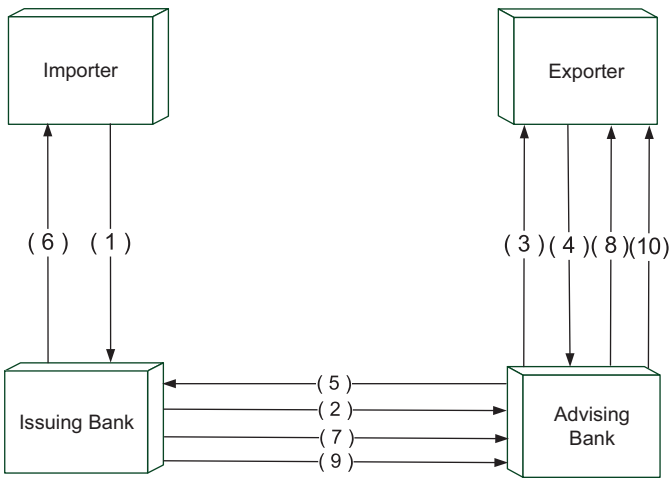 Importer
Exporter
( 6 ) ( 1 )
( 3 ) ( 4 ) ( 8 ) (10)
Issuing Bank
( 5 )
( 2 )
( 7 )
( 9 )
Advising
Bank